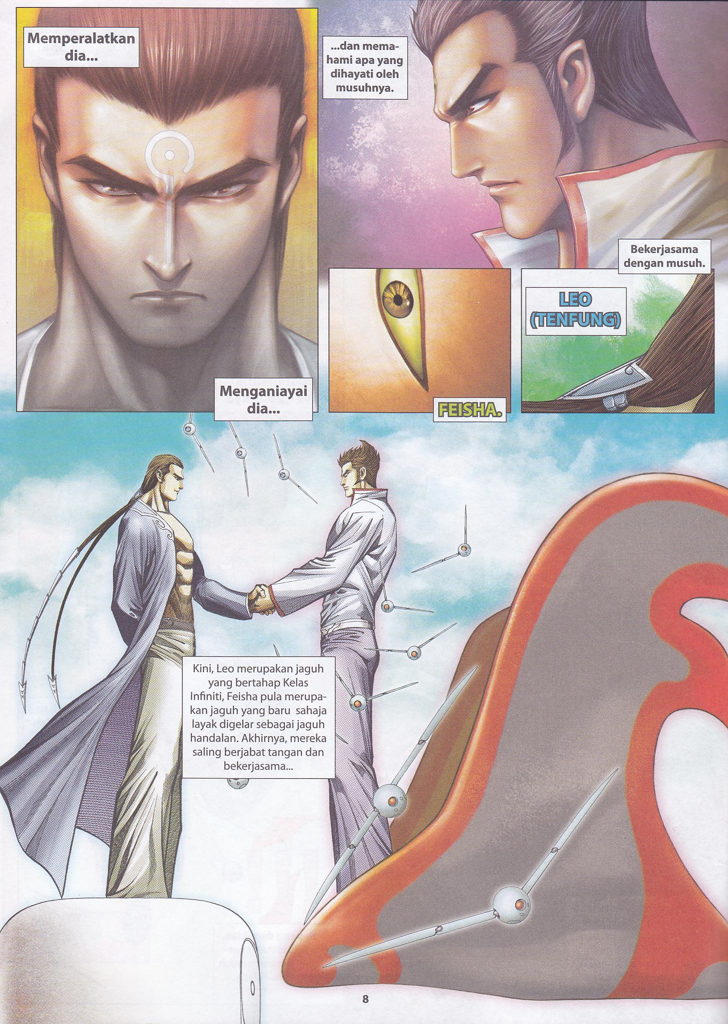 Memperalatkan
dia...
...dan mema-
hami apa yang
dihayati oleh
musuhnya.
Menganiayai
dia...
FEISHA.
Bekerjasama
dengan musuh.
LEO
(TENFUNG)
Kini, Leo merupakan jaguh
yang bertahap Kelas
Infiniti, Feisha pula merupa-
kan jaguh yang baru sahaja
layak digelar sebagai jaguh
handalan. Akhirnya, mereka
saling berjabat tangan dan
bekerjasama...
8